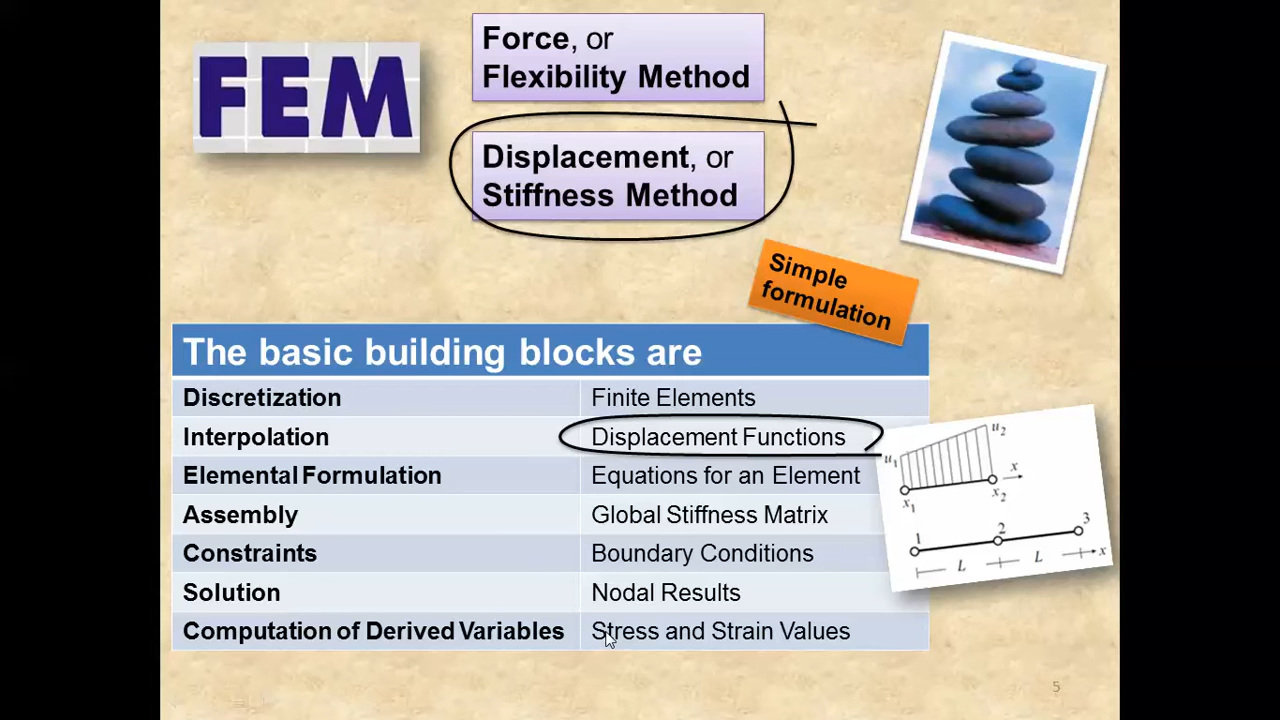 FEM
Force, or
Flexibility Method
Displacement, or
Stiffness Method
Simple
formulation
The basic building blocks are
Discretization Finite Elements
Interpolation Displacement Functions
Elemental Formulation Equations for an Element
Assembly Global Stiffness Matrix
Constraints Boundary Conditions
Solution Nodal Results
Computation of Derived Variables Stress and Strain Values
u1 u2
x
x1 x2
1 2 3
L L x
5